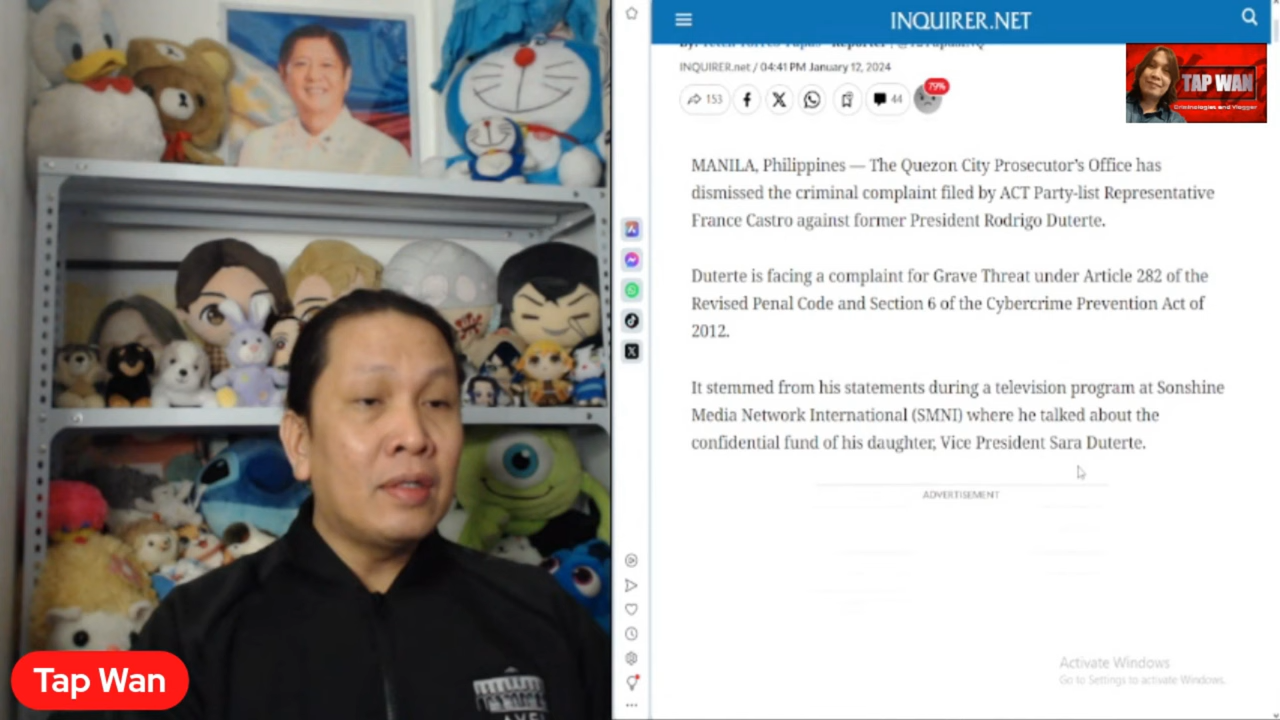 INQUIRER.NET
INQUIRER.net / 04:41 PM January 12, 2024
153
44
79%
TAP WAN
Criminologist and Vlogger
MANILA, Philippines — The Quezon City Prosecutor's Office has
dismissed the criminal complaint filed by ACT Party-list Representative
France Castro against former President Rodrigo Duterte.
Duterte is facing a complaint for Grave Threat under Article 282 of the
Revised Penal Code and Section 6 of the Cybercrime Prevention Act of
2012.
It stemmed from his statements during a television program at Sonshine
Media Network International (SMNI) where he talked about the
confidential fund of his daughter, Vice President Sara Duterte.
ADVERTISEMENT
Activate Windows
Go to Settings to activate Windows.
Tap Wan